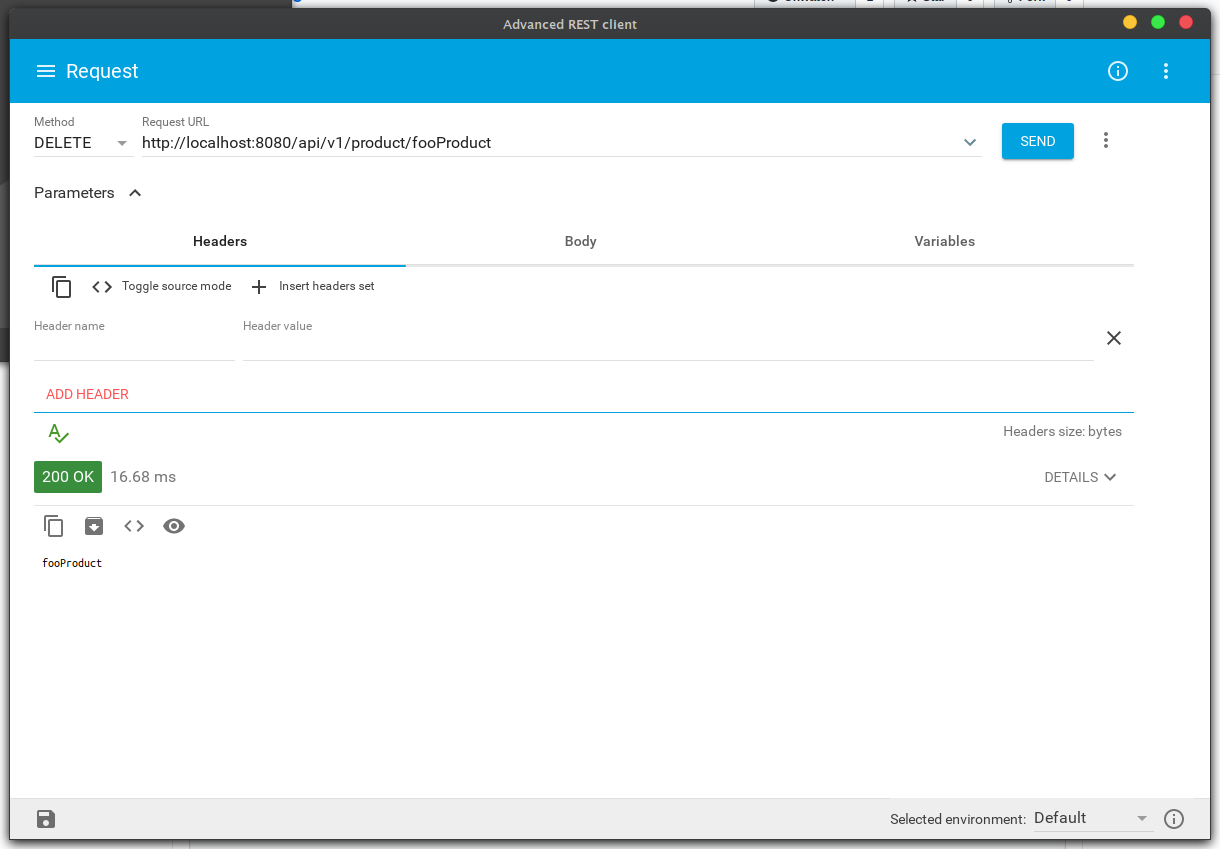 Advanced REST client
Request
Method
DELETE
Request URL
http://localhost:8080/api/v1/product/fooProduct
SEND
Parameters
Headers Body Variables
Toggle source mode Insert headers set
Header name Header value
ADD HEADER
Headers size: bytes
200 OK 16.68 ms DETAILS
fooProduct
Selected environment: Default